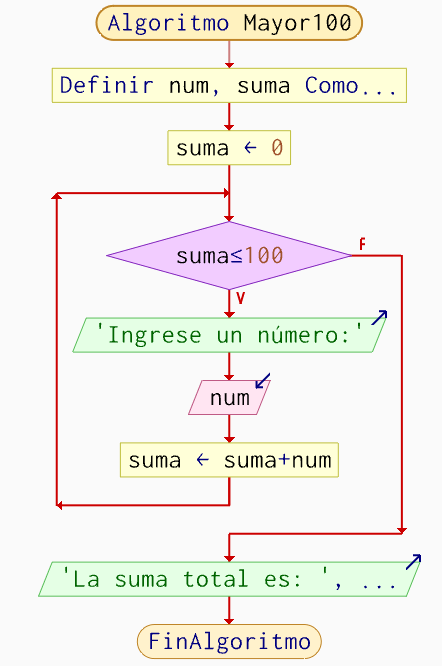 Algoritmo Mayor100
Definir num, suma Como...
suma ← 0
suma≤100
F
V
'Ingrese un número:'
num
suma ← suma+num
'La suma total es: ', ...
FinAlgoritmo